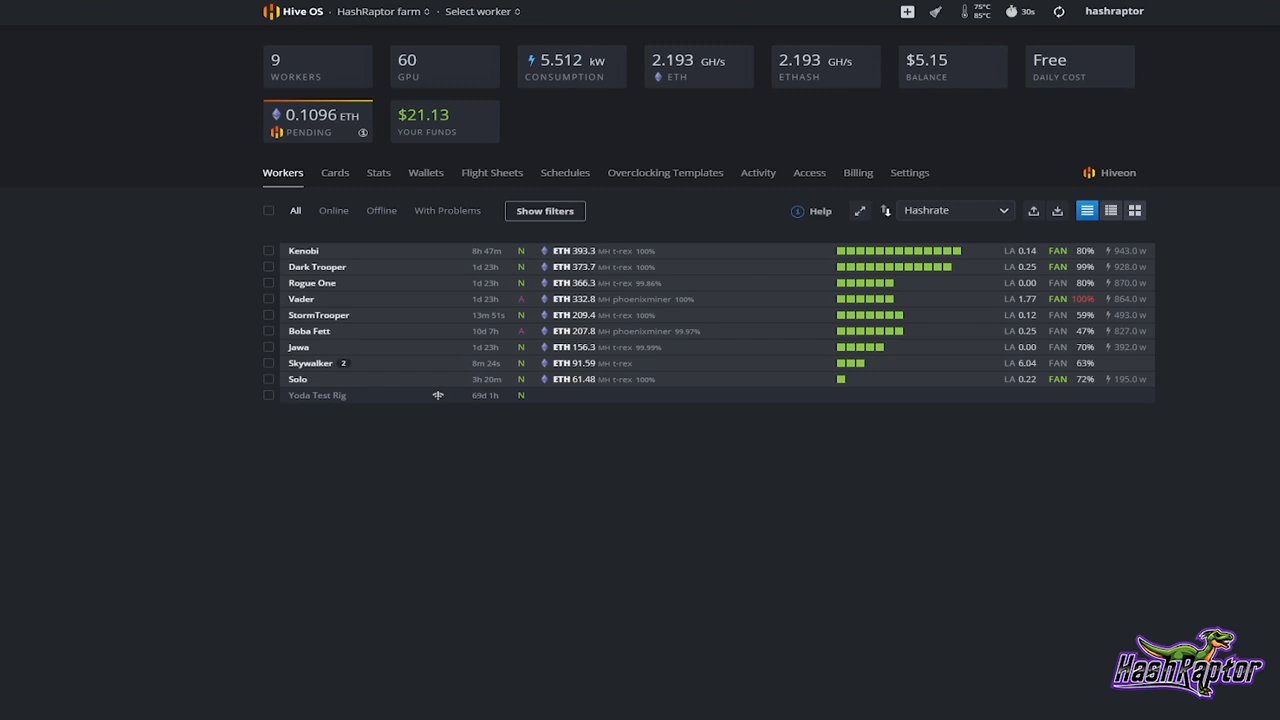 Hive OS · HashRaptor farm Select worker 75°C 85°C 30s hashraptor
9 60 5.512 kW 2.193 GH/s 2.193 GH/s $5.15 Free
WORKERS GPU CONSUMPTION ETH ETHASH BALANCE DAILY COST
0.1096 ETH $21.13
PENDING YOUR FUNDS
Workers Cards Stats Wallets Flight Sheets Schedules Overclocking Templates Activity Access Billing Settings Hiveon
All Online Offline With Problems Show filters Help Hashrate
Kenobi 8h 47m N ETH 393.3 MH t-rex 100% LA 0.14 FAN 80% 943.0 w
Dark Trooper 1d 23h N ETH 373.7 MH t-rex 100% LA 0.25 FAN 99% 928.0 w
Rogue One 1d 23h N ETH 366.3 MH t-rex 99.86% LA 0.00 FAN 80% 870.0 w
Vader 1d 23h A ETH 332.8 MH phoenixminer 100% LA 1.77 FAN 100% 864.0 w
StormTrooper 13m 51s N ETH 209.4 MH t-rex 100% LA 0.12 FAN 59% 493.0 w
Boba Fett 10d 7h A ETH 207.8 MH phoenixminer 99.97% LA 0.25 FAN 47% 827.0 w
Jawa 1d 23h N ETH 156.3 MH t-rex 99.99% LA 0.00 FAN 70% 392.0 w
Skywalker 2 8m 24s N ETH 91.59 MH t-rex LA 6.04 FAN 63%
Solo 3h 20m N ETH 61.48 MH t-rex 100% LA 0.22 FAN 72% 195.0 w
Yoda Test Rig 69d 1h N
HashRaptor